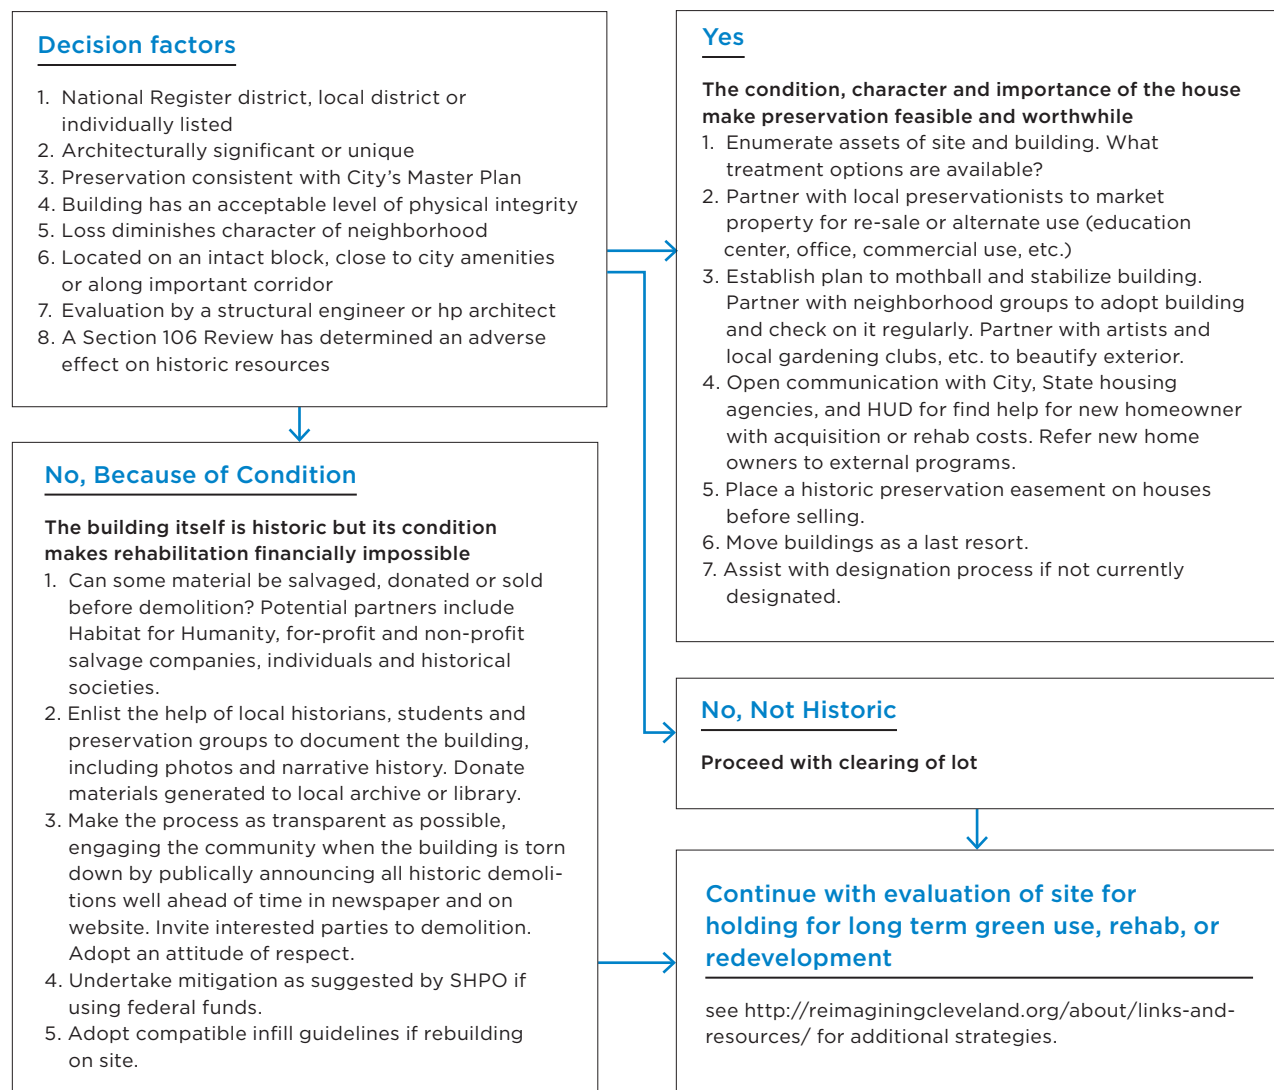 Decision factors
1. National Register district, local district or
individually listed
2. Architecturally significant or unique
3. Preservation consistent with City’s Master Plan
4. Building has an acceptable level of physical integrity
5. Loss diminishes character of neighborhood
6. Located on an intact block, close to city amenities
or along important corridor
7. Evaluation by a structural engineer or hp architect
8. A Section 106 Review has determined an adverse
effect on historic resources
Yes
The condition, character and importance of the house
make preservation feasible and worthwhile
1. Enumerate assets of site and building. What
treatment options are available?
2. Partner with local preservationists to market
property for re-sale or alternate use (education
center, office, commercial use, etc.)
3. Establish plan to mothball and stabilize building.
Partner with neighborhood groups to adopt building
and check on it regularly. Partner with artists and
local gardening clubs, etc. to beautify exterior.
4. Open communication with City, State housing
agencies, and HUD for find help for new homeowner
with acquisition or rehab costs. Refer new home
owners to external programs.
5. Place a historic preservation easement on houses
before selling.
6. Move buildings as a last resort.
7. Assist with designation process if not currently
designated.
No, Because of Condition
The building itself is historic but its condition
makes rehabilitation financially impossible
1. Can some material be salvaged, donated or sold
before demolition? Potential partners include
Habitat for Humanity, for-profit and non-profit
salvage companies, individuals and historical
societies.
2. Enlist the help of local historians, students and
preservation groups to document the building,
including photos and narrative history. Donate
materials generated to local archive or library.
3. Make the process as transparent as possible,
engaging the community when the building is torn
down by publically announcing all historic demoli-
tions well ahead of time in newspaper and on
website. Invite interested parties to demolition.
Adopt an attitude of respect.
4. Undertake mitigation as suggested by SHPO if
using federal funds.
5. Adopt compatible infill guidelines if rebuilding
on site.
No, Not Historic
Proceed with clearing of lot
Continue with evaluation of site for
holding for long term green use, rehab, or
redevelopment
see http://reimaginingcleveland.org/about/links-and-
resources/ for additional strategies.